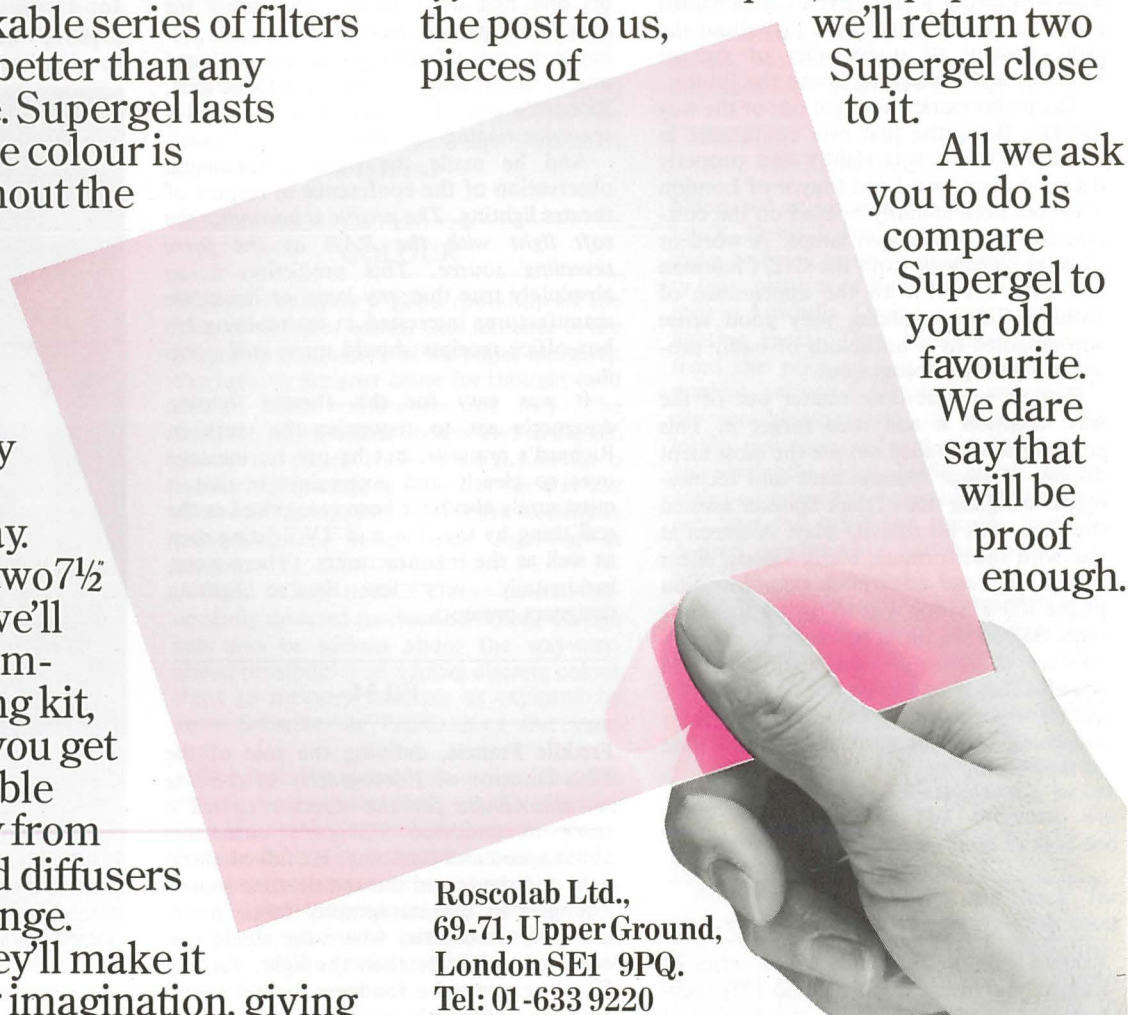 kable series of filters
better than any
e. Supergel lasts
e colour is
hout the
y
ay.
two 7½"
we'll
m-
ng kit,
you get
ble
y from
d diffusers
nge.
ey'll make it
r imagination, giving
the post to us,
pieces of
we'll return two
Supergel close
to it.
All we ask
you to do is
compare
Supergel to
your old
favourite.
We dare
say that
will be
proof
enough.
Roscolab Ltd.,
69-71, Upper Ground,
London SE1 9PQ.
Tel: 01-633 9220